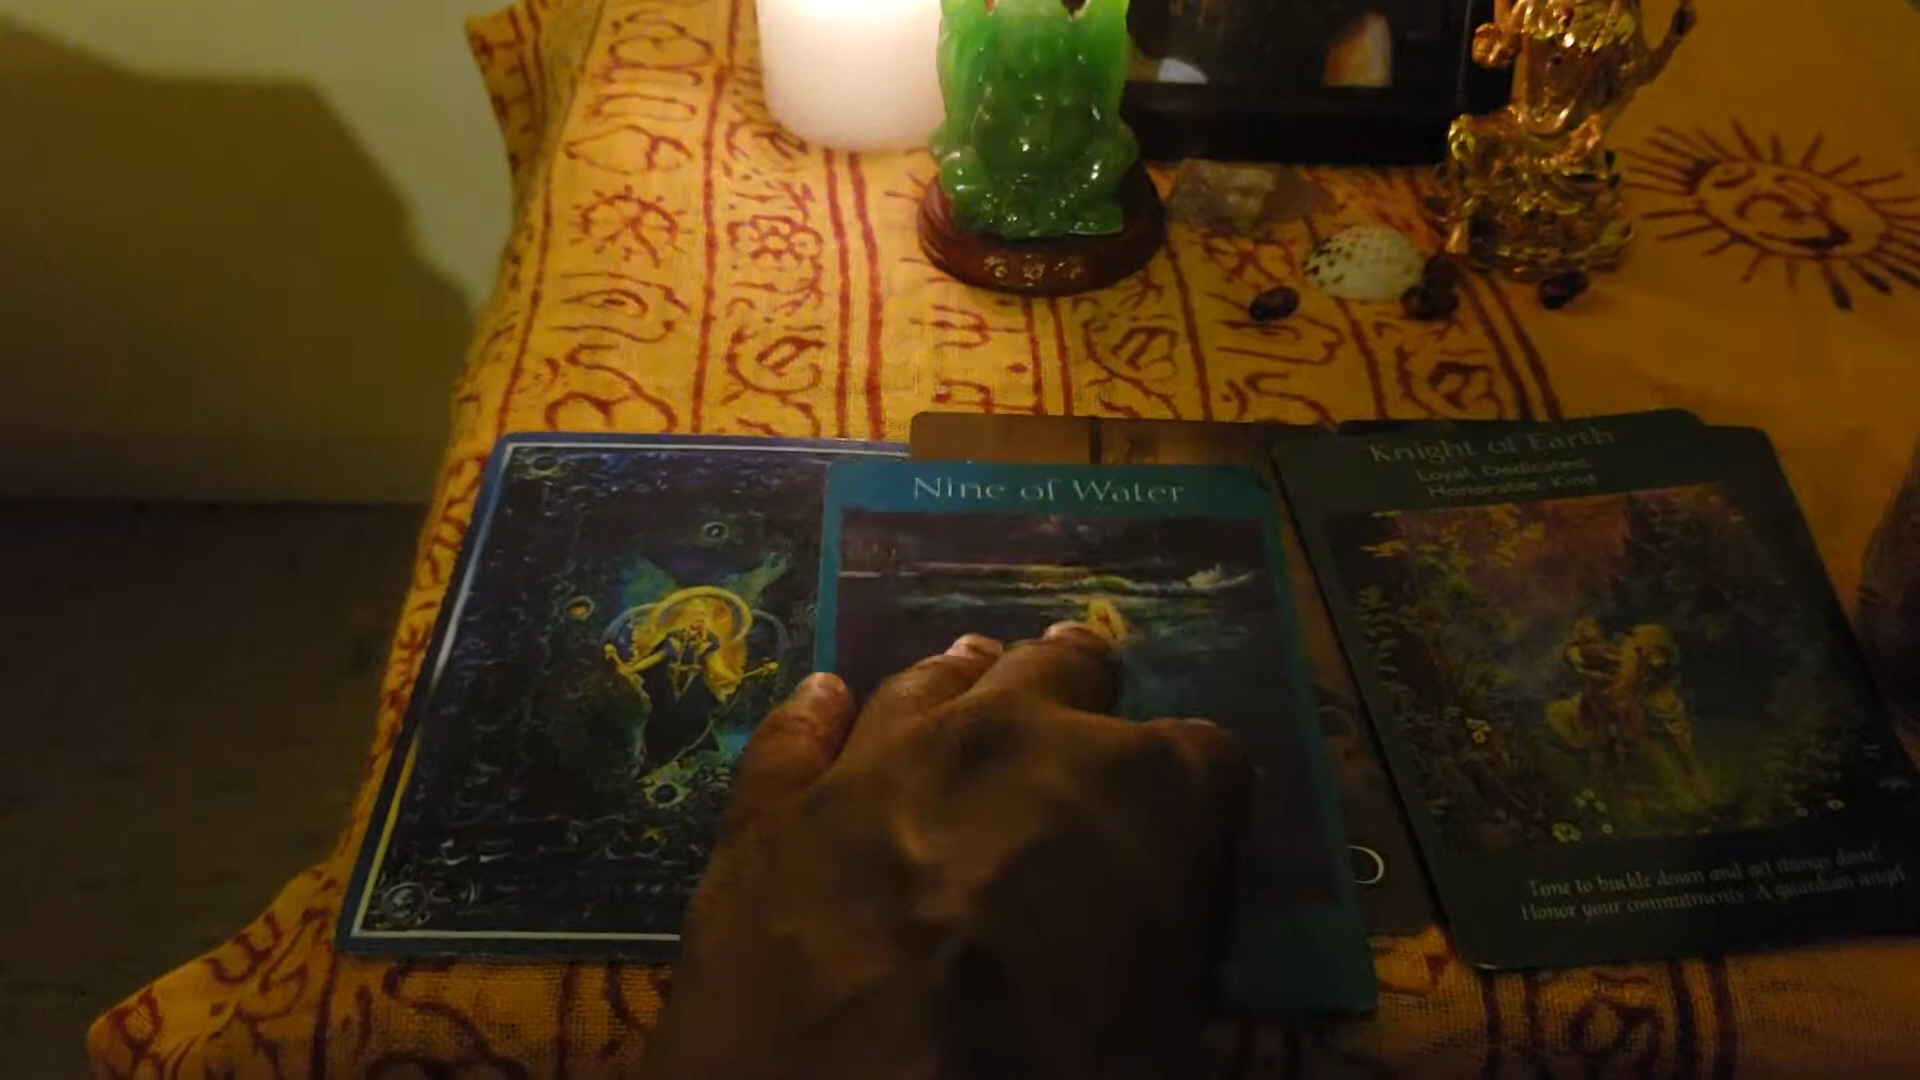 Nine of Water
Knight of Earth
Loyal, Dedicated,
Honorable, Kind
Time to buckle down and get things done!
Honor your commitments. A guardian angel